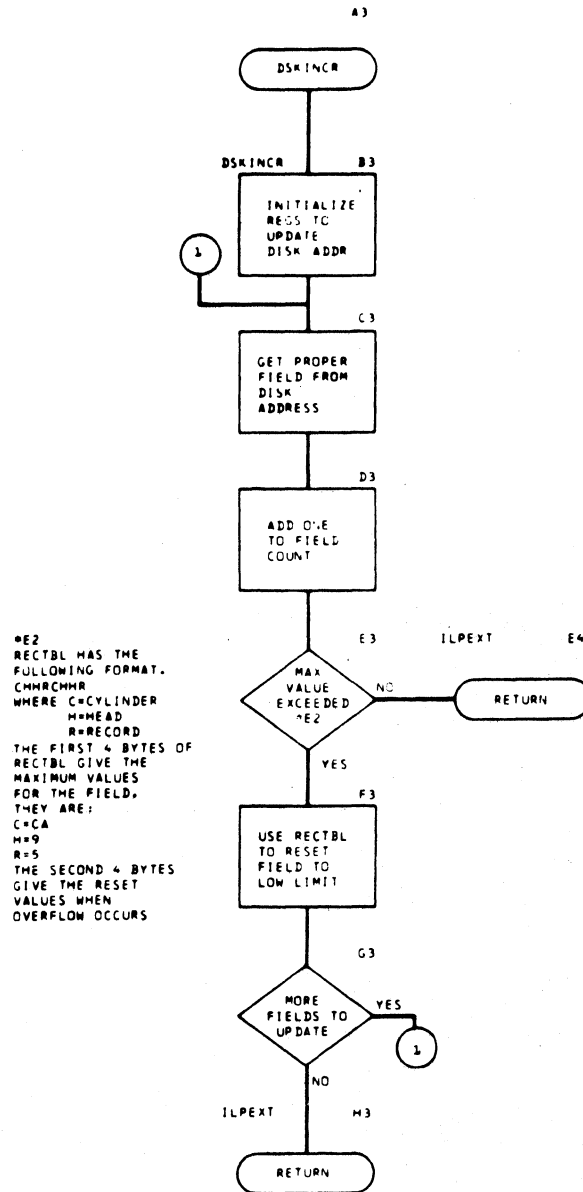 A3
DSKINCR
DSKINCR B3
INITIALIZE
REGS TO
UPDATE
DISK ADDR
1
C3
GET PROPER
FIELD FROM
DISK
ADDRESS
D3
ADD ONE
TO FIELD
COUNT
*E2
RECTBL HAS THE
FOLLOWING FORMAT.
CHHRCHHR
WHERE C=CYLINDER
H=HEAD
R=RECORD
THE FIRST 4 BYTES OF
RECTBL GIVE THE
MAXIMUM VALUES
FOR THE FIELD.
THEY ARE:
C=CA
H=9
R=5
THE SECOND 4 BYTES
GIVE THE RESET
VALUES WHEN
OVERFLOW OCCURS
E3 ILPEXT E4
MAX
VALUE
EXCEEDED
*E2
NO
RETURN
YES
F3
USE RECTBL
TO RESET
FIELD TO
LOW LIMIT
G3
MORE
FIELDS TO
UPDATE
YES
1
NO
ILPEXT H3
RETURN